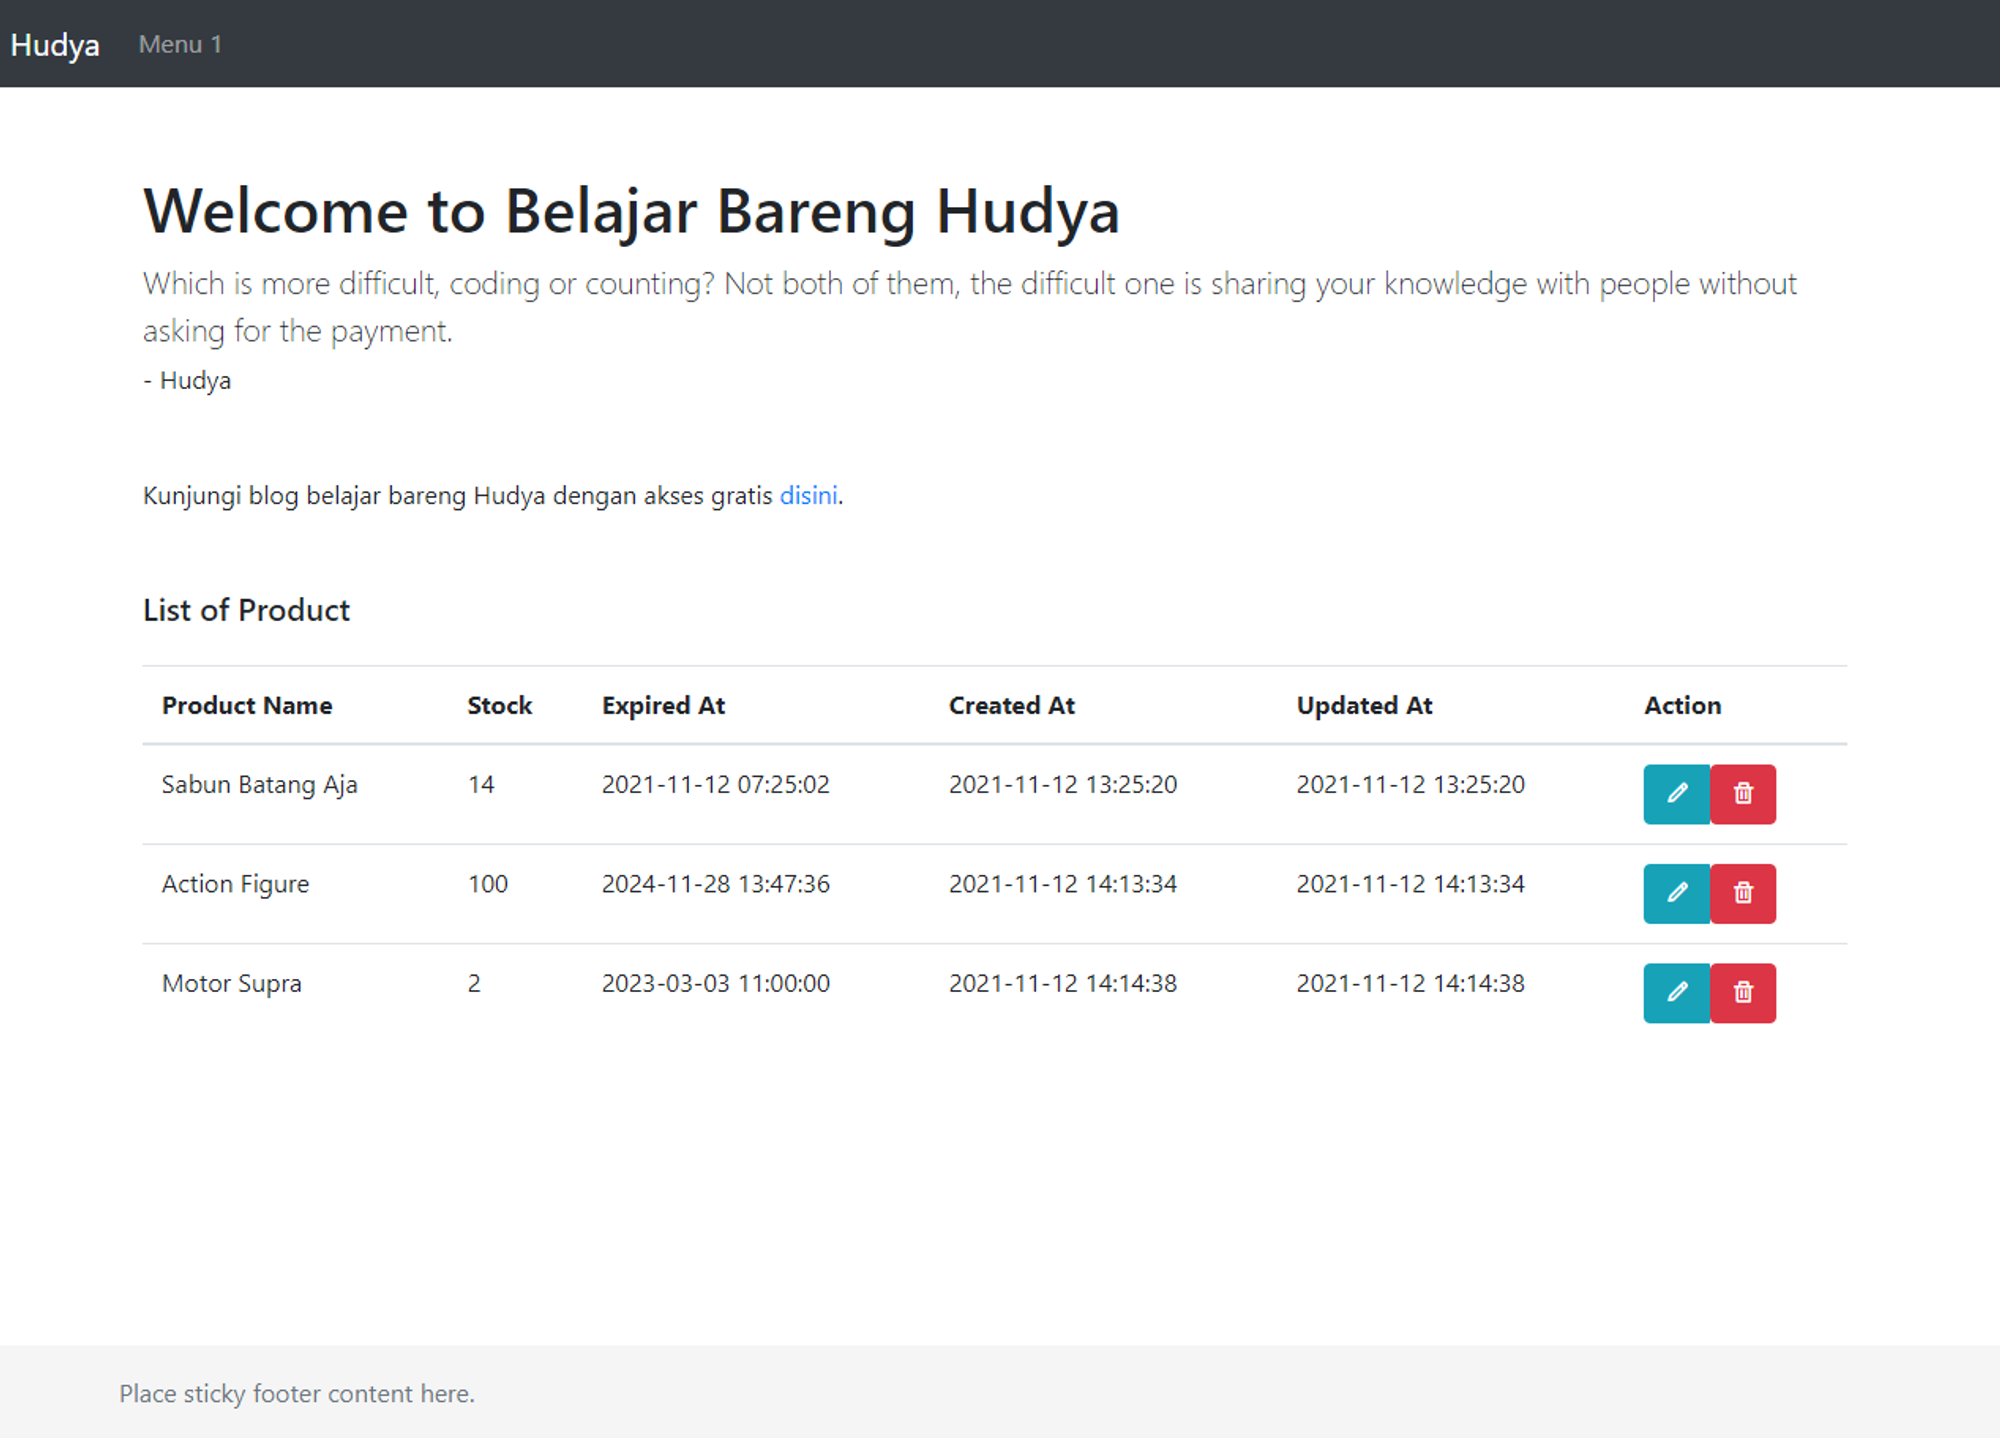 Hudya Menu 1
Welcome to Belajar Bareng Hudya
Which is more difficult, coding or counting? Not both of them, the difficult one is sharing your knowledge with people without
asking for the payment.
- Hudya
Kunjungi blog belajar bareng Hudya dengan akses gratis disini.
List of Product
Product Name Stock Expired At Created At Updated At Action
Sabun Batang Aja 14 2021-11-12 07:25:02 2021-11-12 13:25:20 2021-11-12 13:25:20
Action Figure 100 2024-11-28 13:47:36 2021-11-12 14:13:34 2021-11-12 14:13:34
Motor Supra 2 2023-03-03 11:00:00 2021-11-12 14:14:38 2021-11-12 14:14:38
Place sticky footer content here.